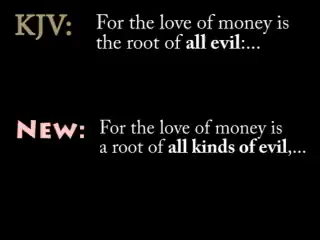 KJV: For the love of money is
the root of all evil:...
New: For the love of money is
a root of all kinds of evil,...